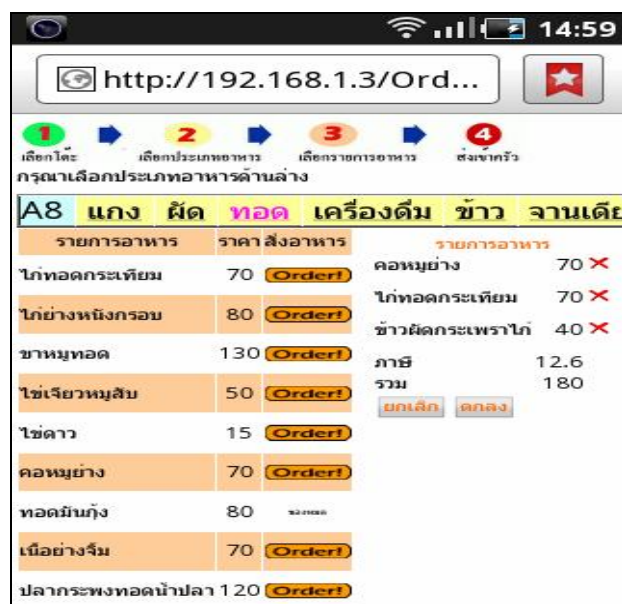 14:59
http://192.168.1.3/Ord...
1 2 3 4
เลือกโต๊ะ เลือกประเภทอาหาร เลือกรายการอาหาร ส่งเข้าครัว
กรุณาเลือกประเภทอาหารด้านล่าง
A8 แกง ผัด ทอด เครื่องดื่ม ข้าว จานเดีย
รายการอาหาร ราคา สั่งอาหาร
ไก่ทอดกระเทียม 70 Order!
ไก่ย่างหนังกรอบ 80 Order!
ขาหมูทอด 130 Order!
ไข่เจียวหมูสับ 50 Order!
ไข่ดาว 15 Order!
คอหมูย่าง 70 Order!
ทอดมันกุ้ง 80
เนื้อย่างจิ้ม 70 Order!
ปลากระพงทอดน้ำปลา 120 Order!
รายการอาหาร
คอหมูย่าง 70
ไก่ทอดกระเทียม 70
ข้าวผัดกระเพราไก่ 40
ภาษี 12.6
รวม 180
ยกเลิก ตกลง